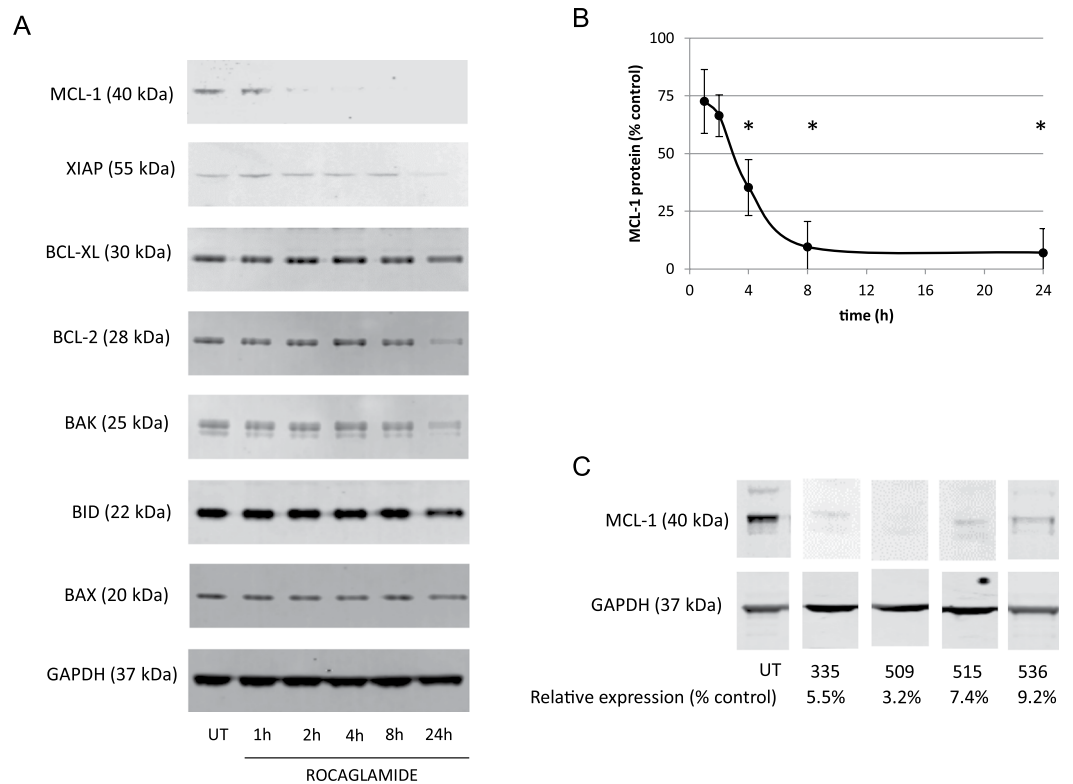 A
MCL-1 (40 kDa)
XIAP (55 kDa)
BCL-XL (30 kDa)
BCL-2 (28 kDa)
BAK (25 kDa)
BID (22 kDa)
BAX (20 kDa)
GAPDH (37 kDa)
UT 1h 2h 4h 8h 24h
ROCAGLAMIDE
B
MCL-1 protein (% control)
100
75
50
25
0
* * *
0 4 8 12 16 20 24
time (h)
C
MCL-1 (40 kDa)
GAPDH (37 kDa)
UT 335 509 515 536
Relative expression (% control) 5.5% 3.2% 7.4% 9.2%